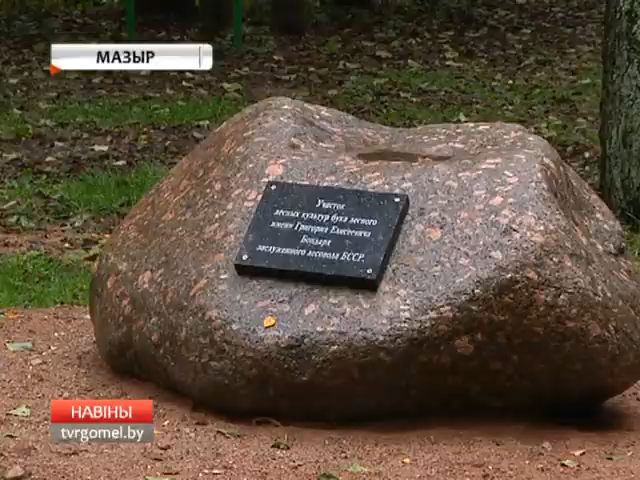 МАЗЫР
Участок
лесных культур бука лесного
имени Григория Елисеевича
Бондаря
заслуженного лесовода БССР.
НАВІНЫ
tvrgomel.by